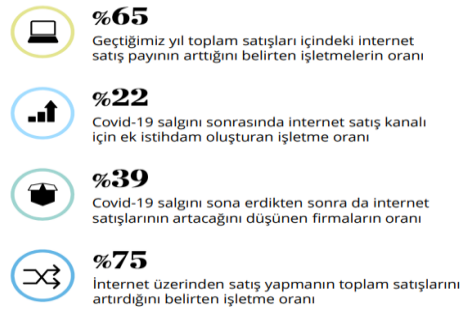 %65
Geçtiğimiz yıl toplam satışları içindeki internet
satış payının arttığını belirten işletmelerin oranı
%22
Covid-19 salgını sonrasında internet satış kanalı
için ek istihdam oluşturan işletme oranı
%39
Covid-19 salgını sona erdikten sonra da internet
satışlarının artacağını düşünen firmaların oranı
%75
İnternet üzerinden satış yapmanın toplam satışlarını
artırdığını belirten işletme oranı